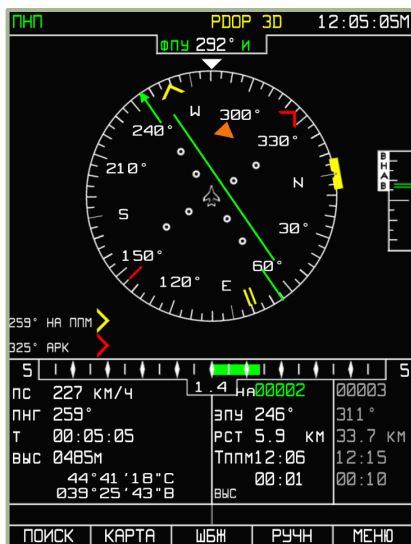 ПНП PDOP 3D 12:05:05М
ФПУ 292° И
W 300°
240° 330°
210°
N
S
30°
150° 60°
120° E
В
Н
А
В
259° НА ППМ
325° АРК
5 5
1.4
ПС 227 КМ/Ч НА00002 00003
ПНГ 259° ЗПУ 246° 311°
Т 00:05:05 РСТ 5.9 КМ 33.7 КМ
ВЫС 0485М Тппм12:06 12:15
44°41'18"С 00:01 00:10
039°25'43"В ВЫС
ПОИСК КАРТА ШБЖ РУЧН МЕНЮ